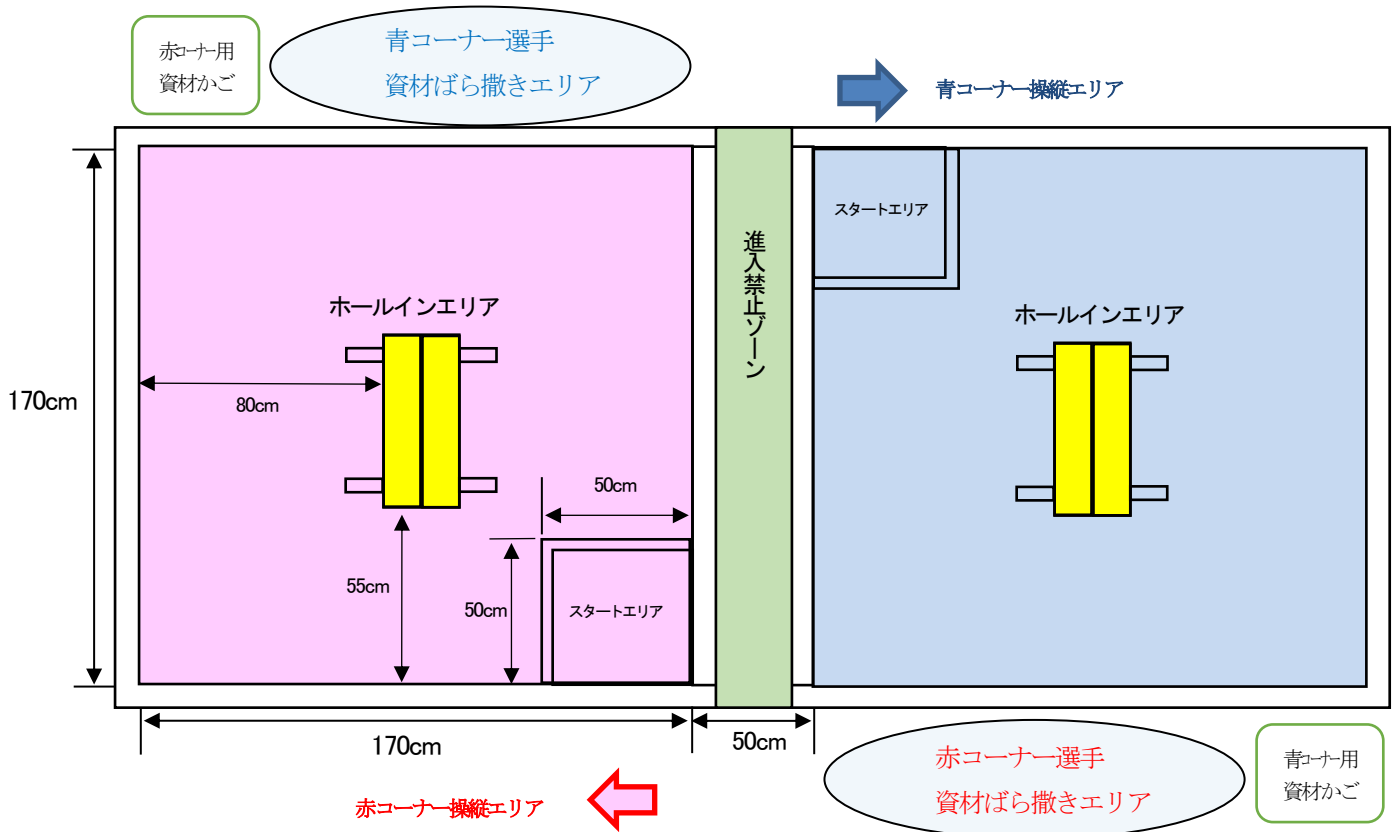 赤コーナー用
資材かご
青コーナー選手
資材ばら撒きエリア
青コーナー操縦エリア
スタートエリア
進入禁止ゾーン
ホールインエリア
ホールインエリア
170cm
80cm
50cm
55cm
50cm
スタートエリア
170cm
50cm
赤コーナー選手
資材ばら撒きエリア
青コーナー用
資材かご
赤コーナー操縦エリア